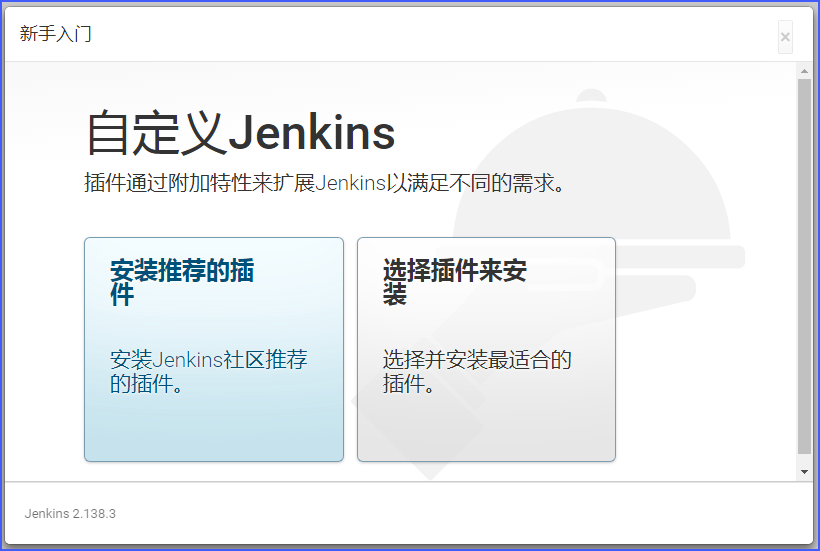 新手入门
×
自定义Jenkins
插件通过附加特性来扩展Jenkins以满足不同的需求。
安装推荐的插
件
安装Jenkins社区推荐
的插件。
选择插件来安
装
选择并安装最适合的
插件。
Jenkins 2.138.3